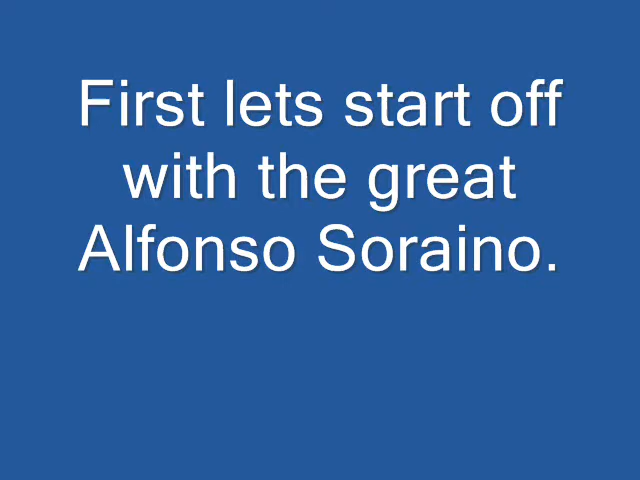 First lets start off
with the great
Alfonso Soraino.